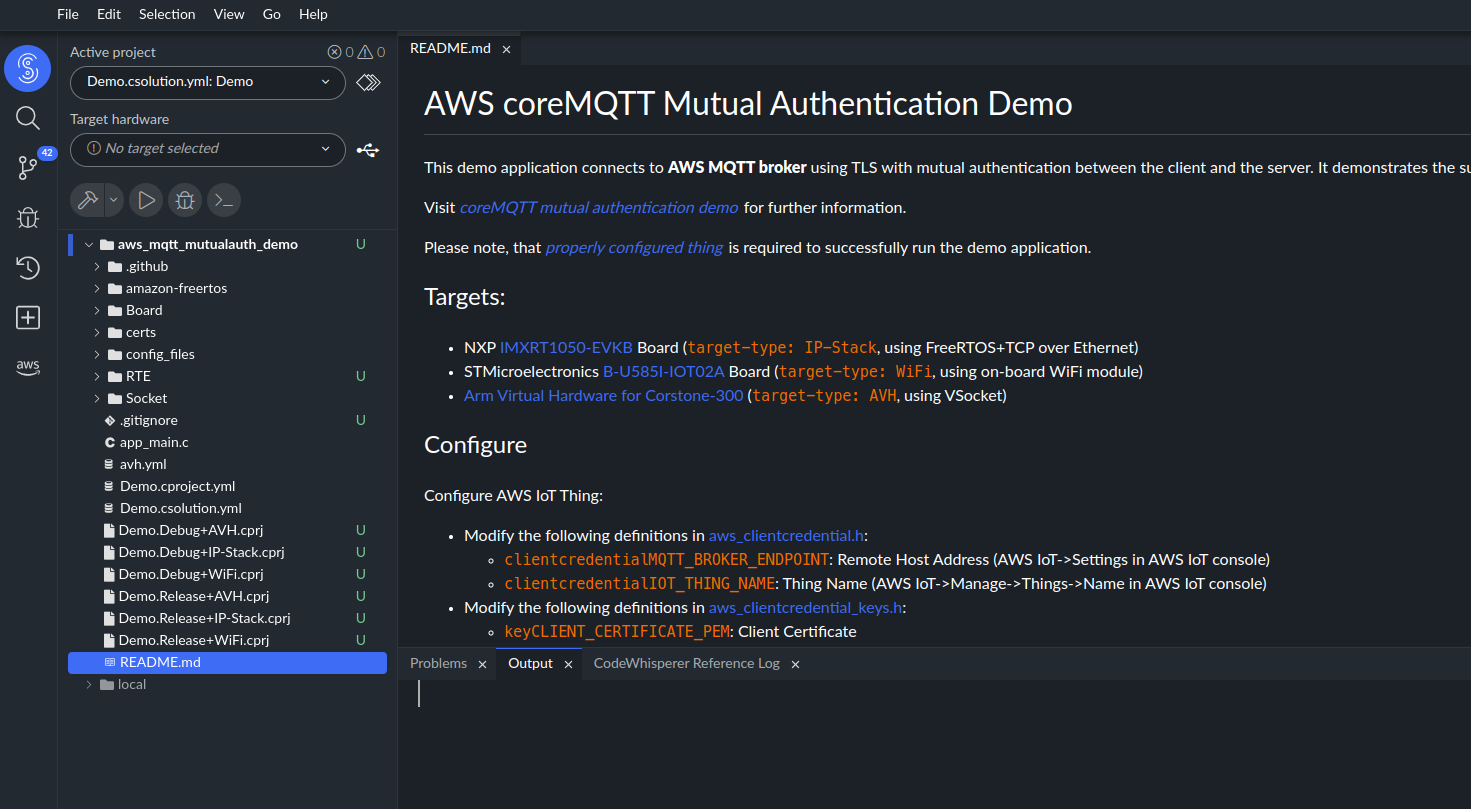 File Edit Selection View Go Help
Active project 0 0
Demo.csolution.yml: Demo
Target hardware
No target selected
42
aws
aws_mqtt_mutualauth_demo U
.github
amazon-freertos
Board
certs
config_files
RTE U
Socket
.gitignore U
app_main.c
avh.yml
Demo.cproject.yml
Demo.csolution.yml
Demo.Debug+AVH.cprj U
Demo.Debug+IP-Stack.cprj U
Demo.Debug+WiFi.cprj U
Demo.Release+AVH.cprj U
Demo.Release+IP-Stack.cprj U
Demo.Release+WiFi.cprj U
README.md
local
README.md
AWS coreMQTT Mutual Authentication Demo
This demo application connects to AWS MQTT broker using TLS with mutual authentication between the client and the server. It demonstrates the
Visit coreMQTT mutual authentication demo for further information.
Please note, that properly configured thing is required to successfully run the demo application.
Targets:
• NXP IMXRT1050-EVKB Board (target-type: IP-Stack, using FreeRTOS+TCP over Ethernet)
• STMicroelectronics B-U585I-IOT02A Board (target-type: WiFi, using on-board WiFi module)
• Arm Virtual Hardware for Corstone-300 (target-type: AVH, using VSocket)
Configure
Configure AWS IoT Thing:
• Modify the following definitions in aws_clientcredential.h:
◦ clientcredentialMQTT_BROKER_ENDPOINT: Remote Host Address (AWS IoT->Settings in AWS IoT console)
◦ clientcredentialIOT_THING_NAME: Thing Name (AWS IoT->Manage->Things->Name in AWS IoT console)
• Modify the following definitions in aws_clientcredential_keys.h:
◦ keyCLIENT_CERTIFICATE_PEM: Client Certificate
Problems Output CodeWhisperer Reference Log